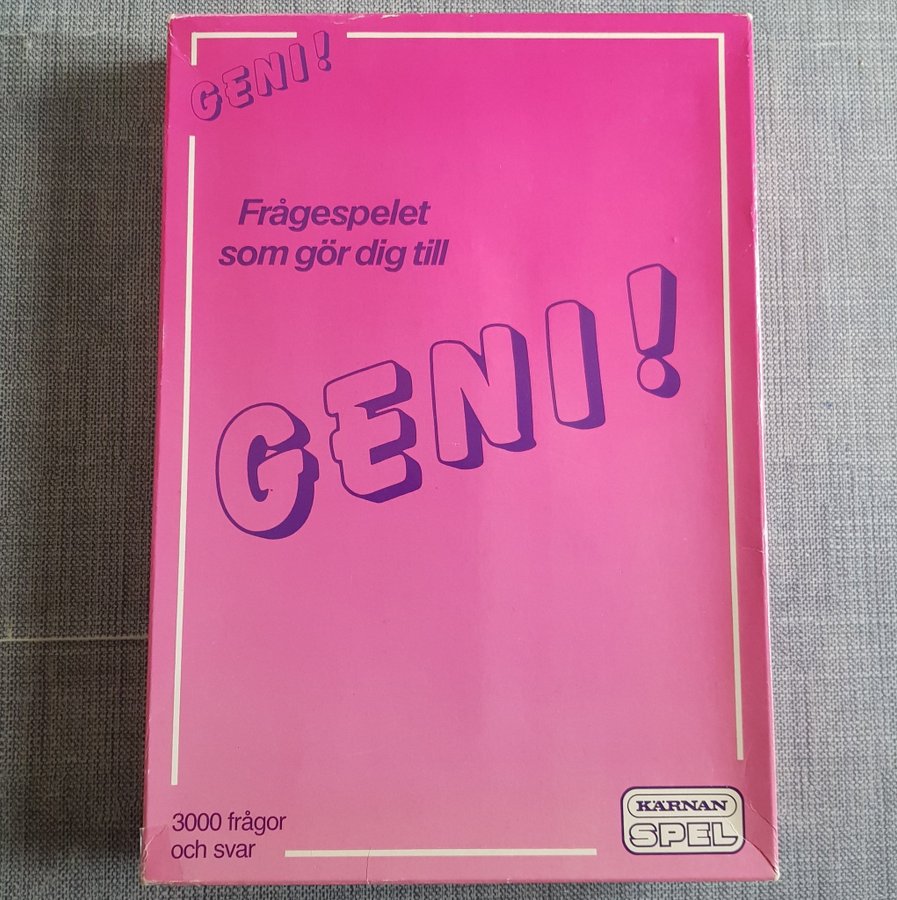 GENI!
Frågespelet
som gör dig till
GENI!
3000 frågor
och svar
KÄRNAN
SPEL